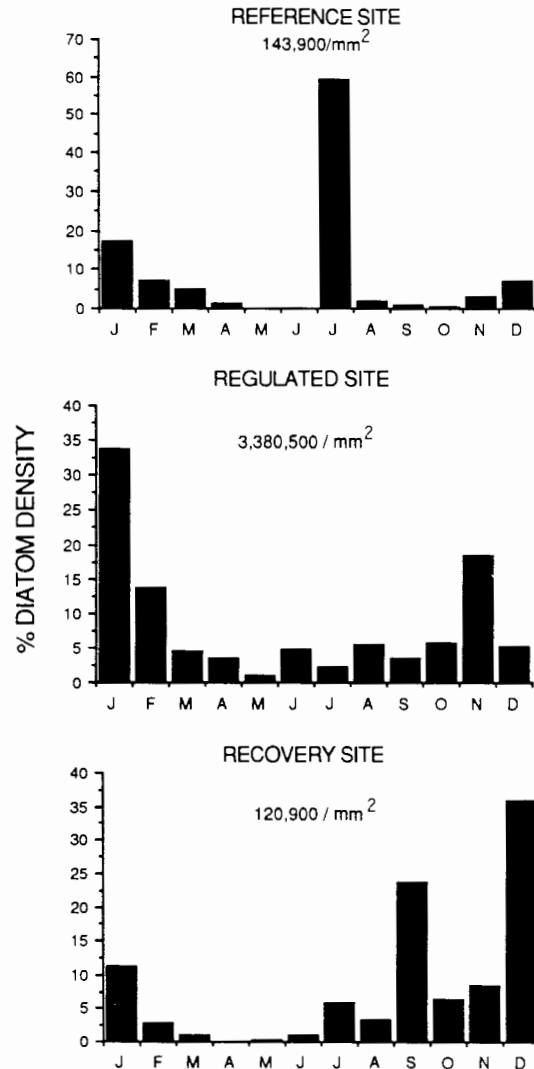 REFERENCE SITE
143,900/mm²
70
60
50
40
30
20
10
0
J F M A M J J A S O N D
REGULATED SITE
3,380,500 / mm²
40
35
30
25
20
15
10
5
0
J F M A M J J A S O N D
% DIATOM DENSITY
RECOVERY SITE
120,900 / mm²
40
35
30
25
20
15
10
5
0
J F M A M J J A S O N D